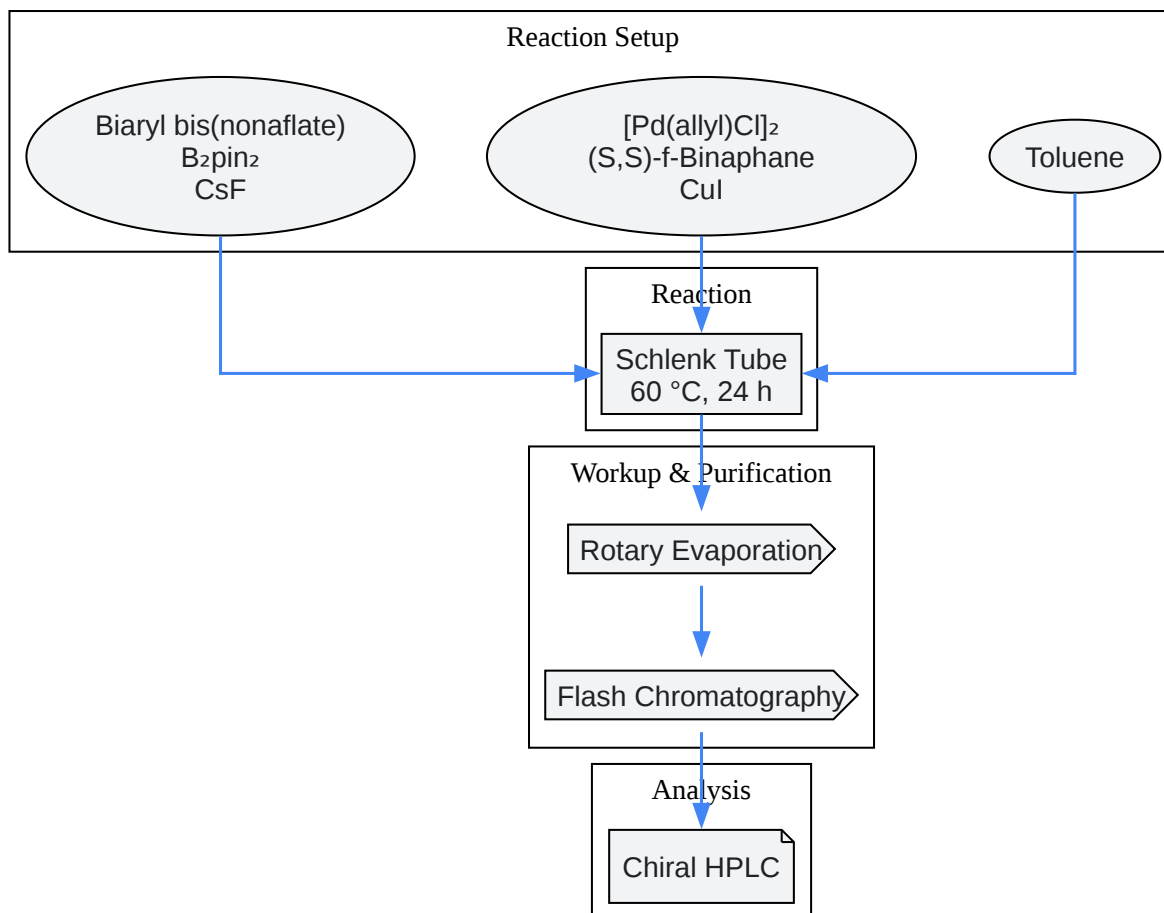 Reaction Setup
Biaryl bis(nonaflate)
B₂pin₂
CsF
[Pd(allyl)Cl]₂
(S,S)-f-Binaphane
CuI
Toluene
Reaction
Schlenk Tube
60 °C, 24 h
Workup & Purification
Rotary Evaporation
Flash Chromatography
Analysis
Chiral HPLC